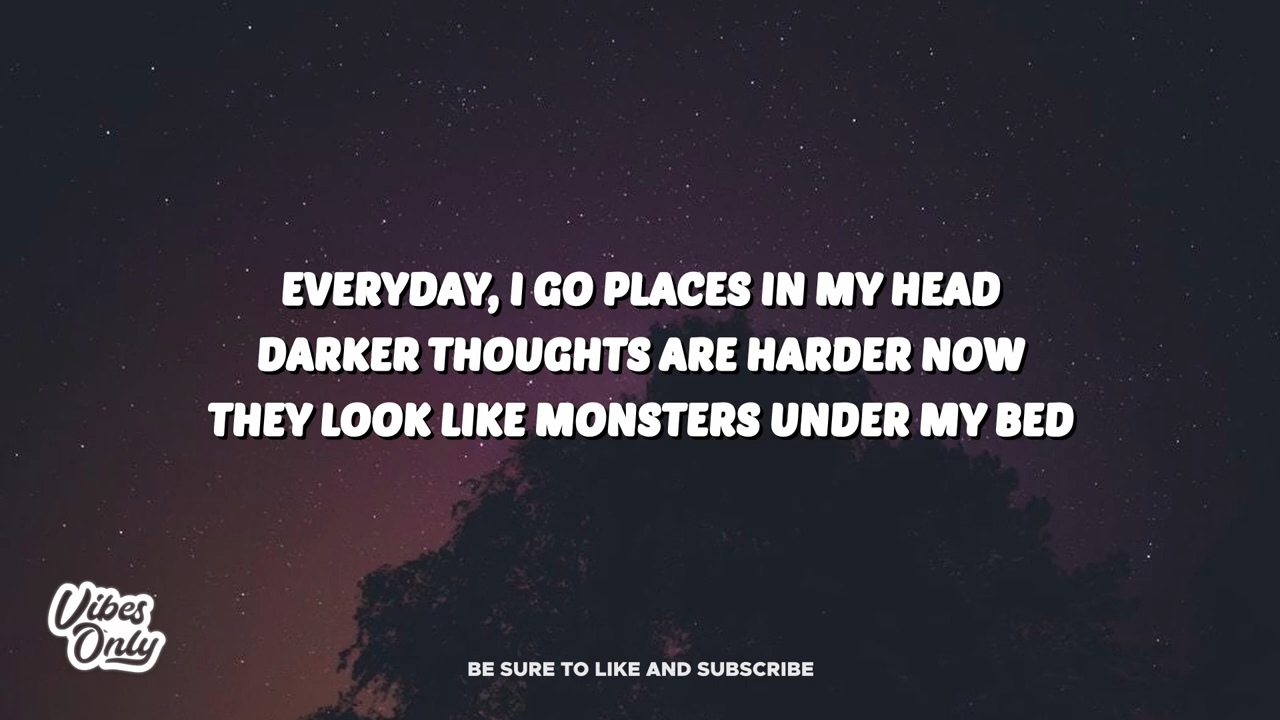 EVERYDAY, I GO PLACES IN MY HEAD
DARKER THOUGHTS ARE HARDER NOW
THEY LOOK LIKE MONSTERS UNDER MY BED
Vibes
Only
BE SURE TO LIKE AND SUBSCRIBE